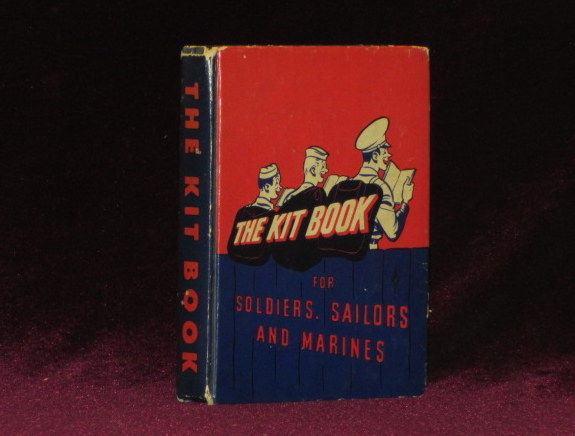 THE KIT BOOK
THE KIT BOOK
FOR
SOLDIERS, SAILORS
AND MARINES